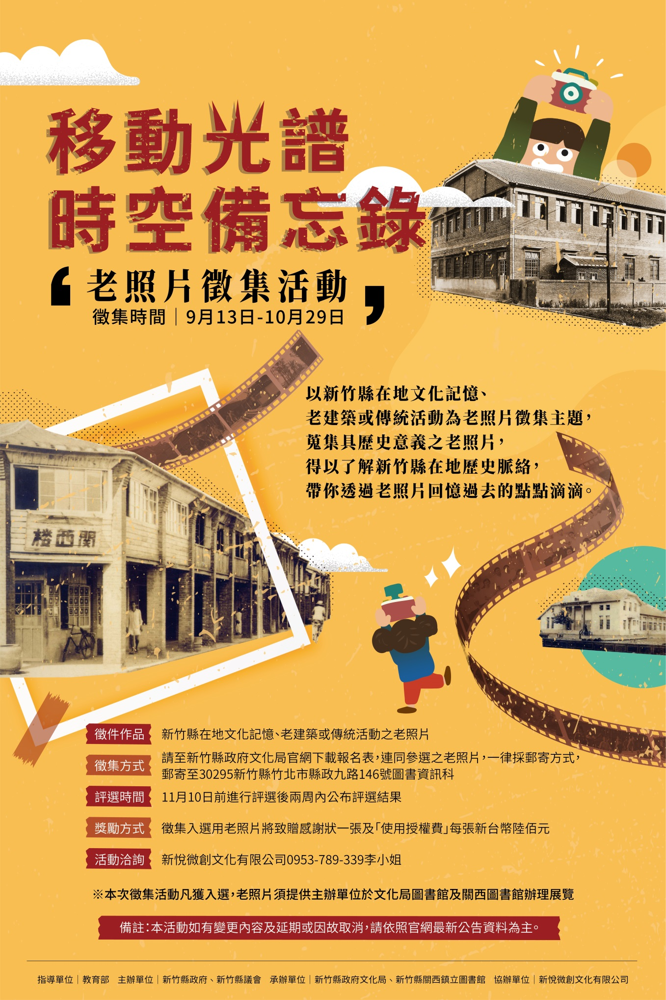 移動光譜
時空備忘錄
老照片徵集活動
徵集時間｜9月13日-10月29日
以新竹縣在地文化記憶、
老建築或傳統活動為老照片徵集主題，
蒐集具歷史意義之老照片，
得以了解新竹縣在地歷史脈絡，
帶你透過老照片回憶過去的點點滴滴。
楼西関
徵件作品 新竹縣在地文化記憶、老建築或傳統活動之老照片
徵集方式 請至新竹縣政府文化局官網下載報名表，連同參選之老照片，一律採郵寄方式，
郵寄至30295新竹縣竹北市縣政九路146號圖書資訊科
評選時間 11月10日前進行評選後兩周內公布評選結果
獎勵方式 徵集入選用老照片將致贈感謝狀一張及「使用授權費」每張新台幣陸佰元
活動洽詢 新悅微創文化有限公司0953-789-339李小姐
※本次徵集活動凡獲入選，老照片須提供主辦單位於文化局圖書館及關西圖書館辦理展覽
備註：本活動如有變更內容及延期或因故取消，請依照官網最新公告資料為主。
指導單位｜教育部 主辦單位｜新竹縣政府、新竹縣議會 承辦單位｜新竹縣政府文化局、新竹縣關西鎮立圖書館 協辦單位｜新悅微創文化有限公司